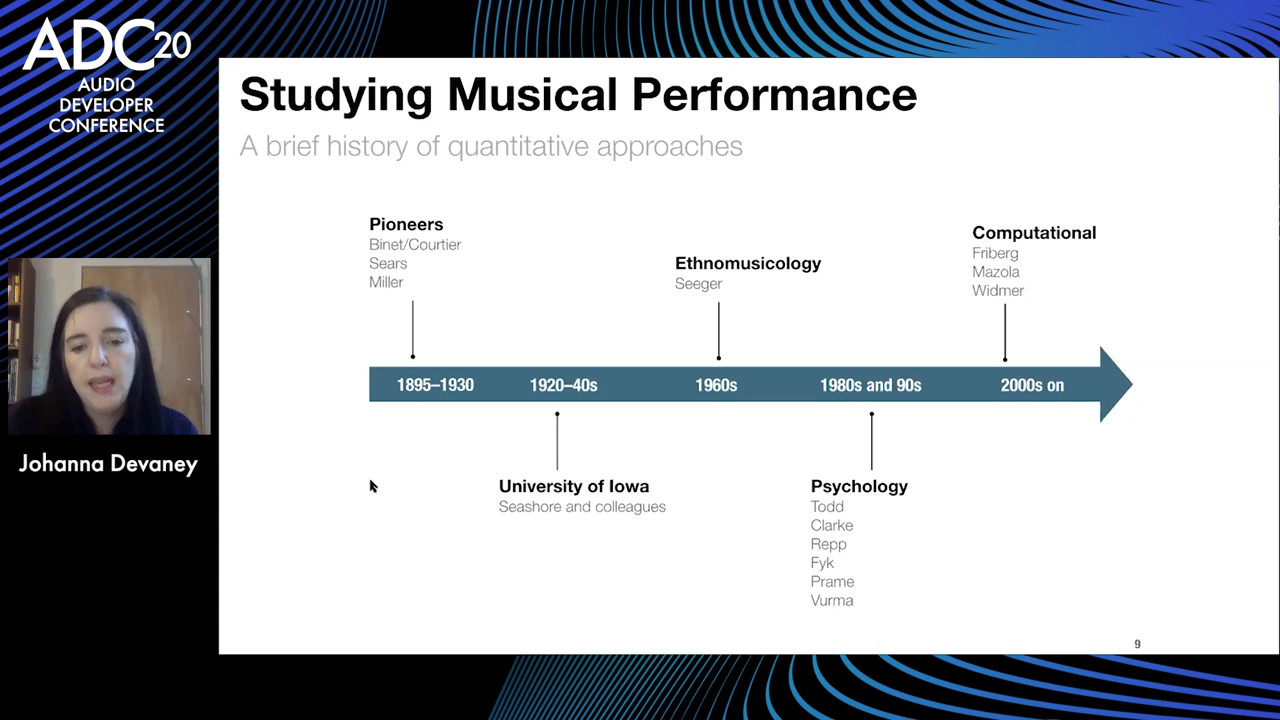 ADC20
AUDIO
DEVELOPER
CONFERENCE
Johanna Devaney
Studying Musical Performance
A brief history of quantitative approaches
Pioneers
Binet/Courtier
Sears
Miller
Ethnomusicology
Seeger
Computational
Friberg
Mazola
Widmer
1895–1930
1920–40s
1960s
1980s and 90s
2000s on
University of Iowa
Seashore and colleagues
Psychology
Todd
Clarke
Repp
Fyk
Prame
Vurma
9